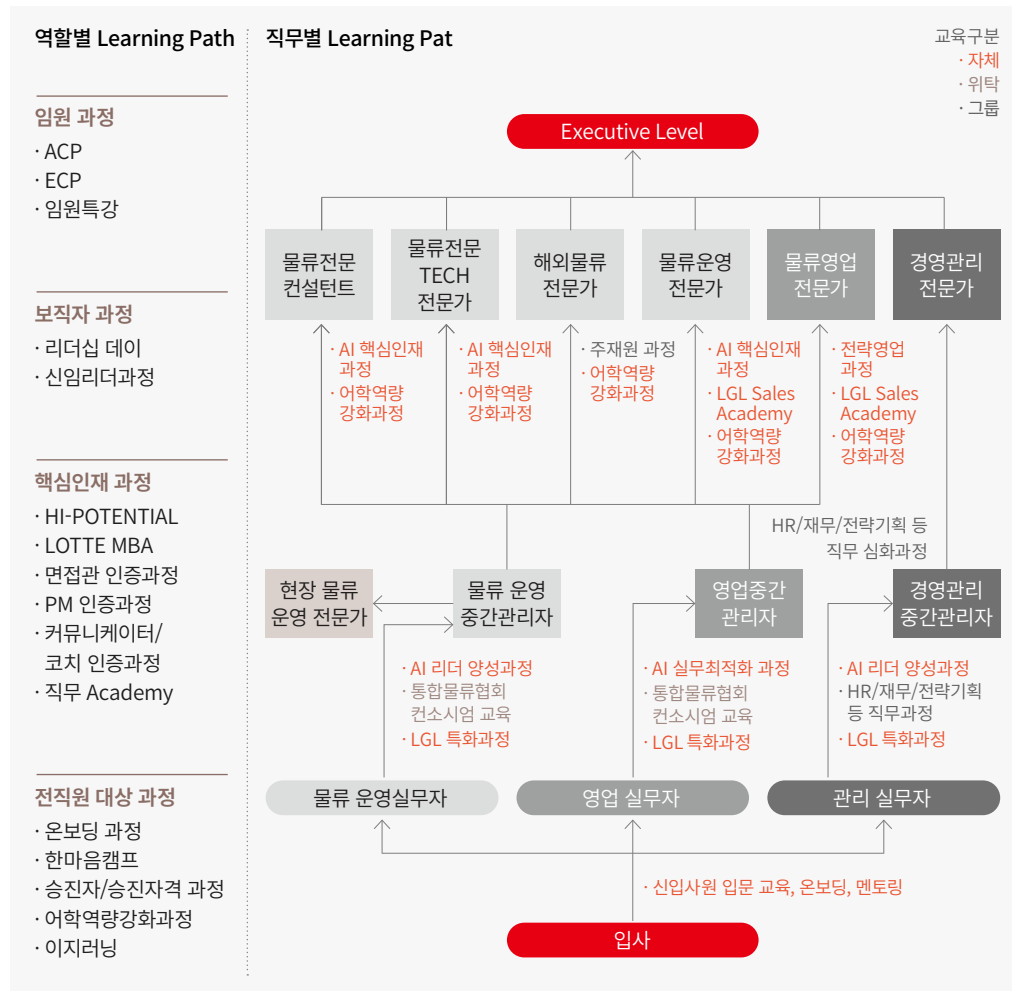 역할별 Learning Path
임원 과정
· ACP
· ECP
· 임원특강
보직자 과정
· 리더십 데이
· 신임리더과정
핵심인재 과정
· HI-POTENTIAL
· LOTTE MBA
· 면접관 인증과정
· PM 인증과정
· 커뮤니케이터/
코치 인증과정
· 직무 Academy
전직원 대상 과정
· 온보딩 과정
· 한마음캠프
· 승진자/승진자격 과정
· 어학역량강화과정
· 이지러닝
직무별 Learning Pat
교육구분
· 자체
· 위탁
· 그룹
Executive Level
물류전문
컨설턴트
물류전문
TECH
전문가
해외물류
전문가
물류운영
전문가
물류영업
전문가
경영관리
전문가
· AI 핵심인재
과정
· 어학역량
강화과정
· AI 핵심인재
과정
· 어학역량
강화과정
· 주재원 과정
· 어학역량
강화과정
· AI 핵심인재
과정
· LGL Sales
Academy
· 어학역량
강화과정
· 전략영업
과정
· LGL Sales
Academy
· 어학역량
강화과정
HR/재무/전략기획 등
직무 심화과정
현장 물류
운영 전문가
물류 운영
중간관리자
영업중간
관리자
경영관리
중간관리자
· AI 리더 양성과정
· 통합물류협회
컨소시엄 교육
· LGL 특화과정
· AI 실무최적화 과정
· 통합물류협회
컨소시엄 교육
· LGL 특화과정
· AI 리더 양성과정
· HR/재무/전략기획
등 직무과정
· LGL 특화과정
물류 운영실무자
영업 실무자
관리 실무자
· 신입사원 입문 교육, 온보딩, 멘토링
입사